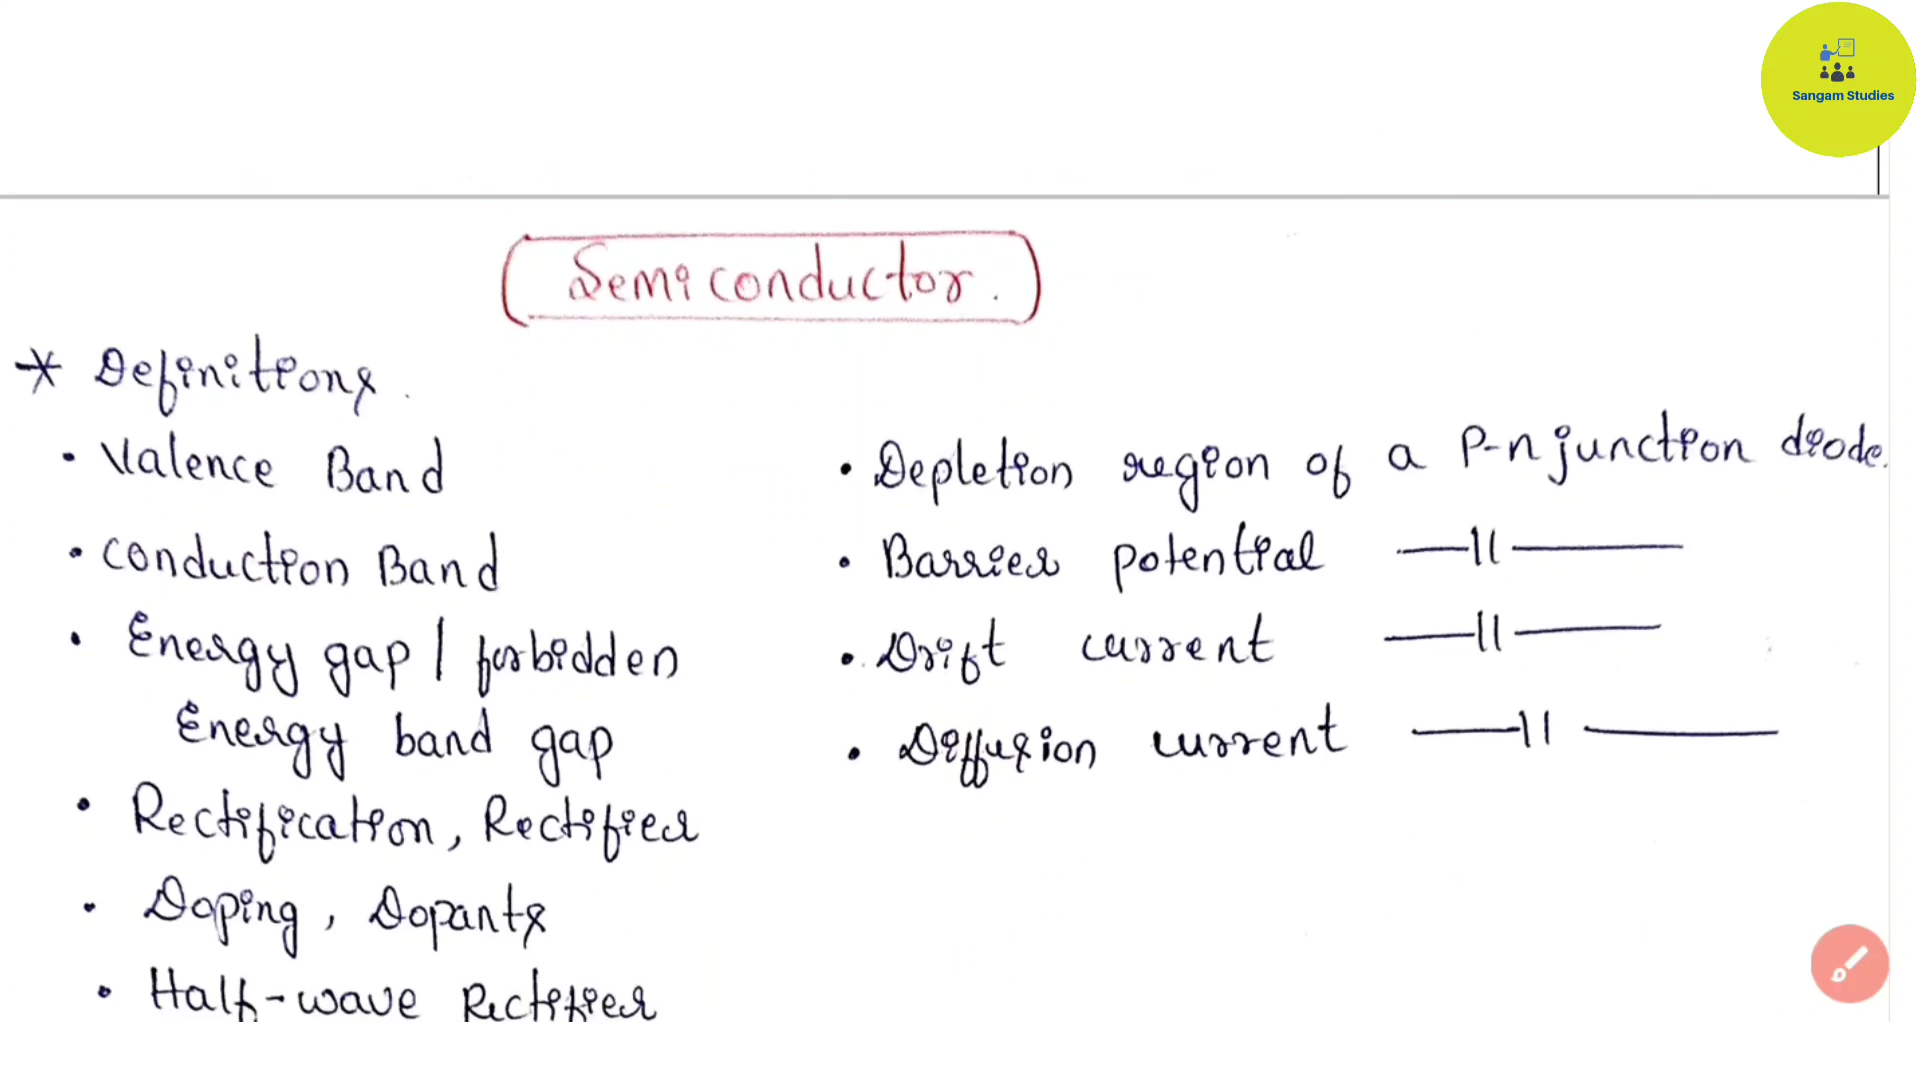 Sangam Studies
Semiconductor.
* Definitions.
• Valence Band
• Conduction Band
• Energy gap / forbidden
Energy band gap
• Rectification, Rectifier
• Doping, Dopants
• Half-wave Rectifier
• Depletion region of a P-n junction diode.
• Barrier potential —||—
• Drift current —||—
• Diffusion current —||—